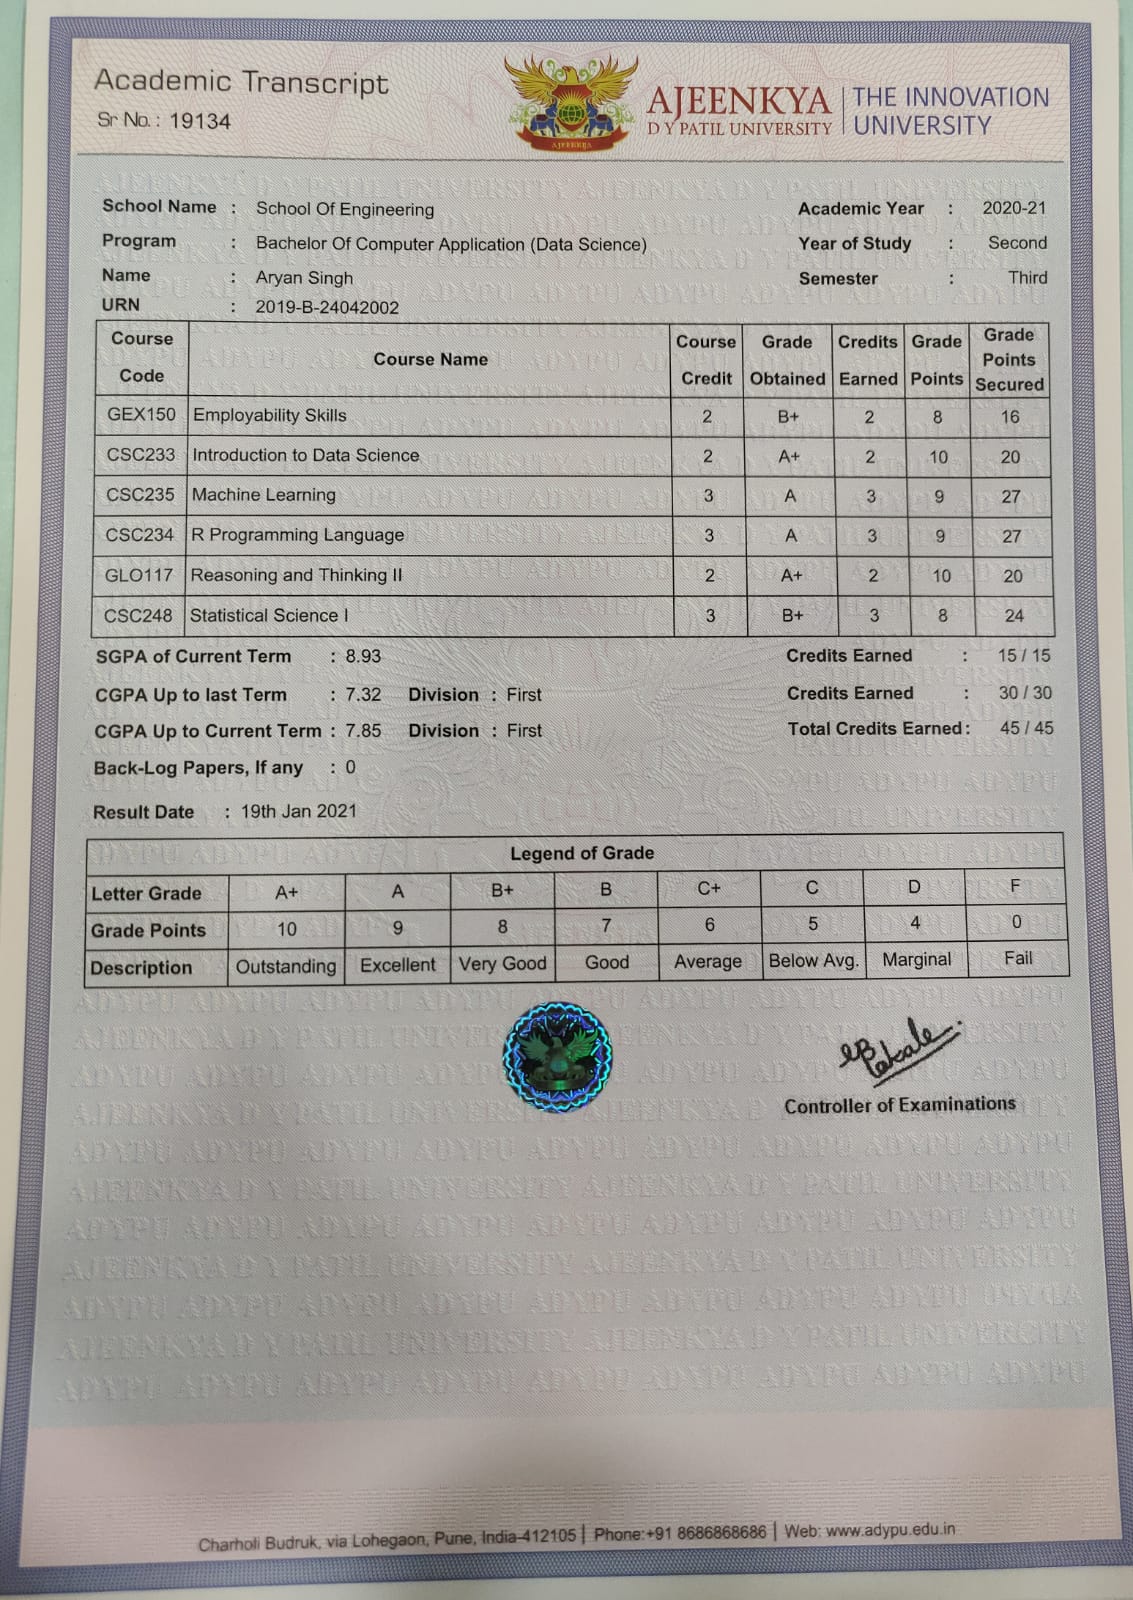 Academic Transcript
Sr No. : 19134
AJEENKYA
D Y PATIL UNIVERSITY
THE INNOVATION
UNIVERSITY
AJEENKYA
School Name : School Of Engineering Academic Year : 2020-21
Program : Bachelor Of Computer Application (Data Science) Year of Study : Second
Name : Aryan Singh Semester : Third
URN : 2019-B-24042002
Course Code Course Name Course Credit Grade Obtained Credits Earned Grade Points Grade Points Secured
GEX150 Employability Skills 2 B+ 2 8 16
CSC233 Introduction to Data Science 2 A+ 2 10 20
CSC235 Machine Learning 3 A 3 9 27
CSC234 R Programming Language 3 A 3 9 27
GLO117 Reasoning and Thinking II 2 A+ 2 10 20
CSC248 Statistical Science I 3 B+ 3 8 24
SGPA of Current Term : 8.93 Credits Earned : 15 / 15
CGPA Up to last Term : 7.32 Division : First Credits Earned : 30 / 30
CGPA Up to Current Term : 7.85 Division : First Total Credits Earned : 45 / 45
Back-Log Papers, If any : 0
Result Date : 19th Jan 2021
Legend of Grade
Letter Grade A+ A B+ B C+ C D F
Grade Points 10 9 8 7 6 5 4 0
Description Outstanding Excellent Very Good Good Average Below Avg. Marginal Fail
Controller of Examinations
Charholi Budruk, via Lohegaon, Pune, India-412105 | Phone:+91 8686868686 | Web: www.adypu.edu.in